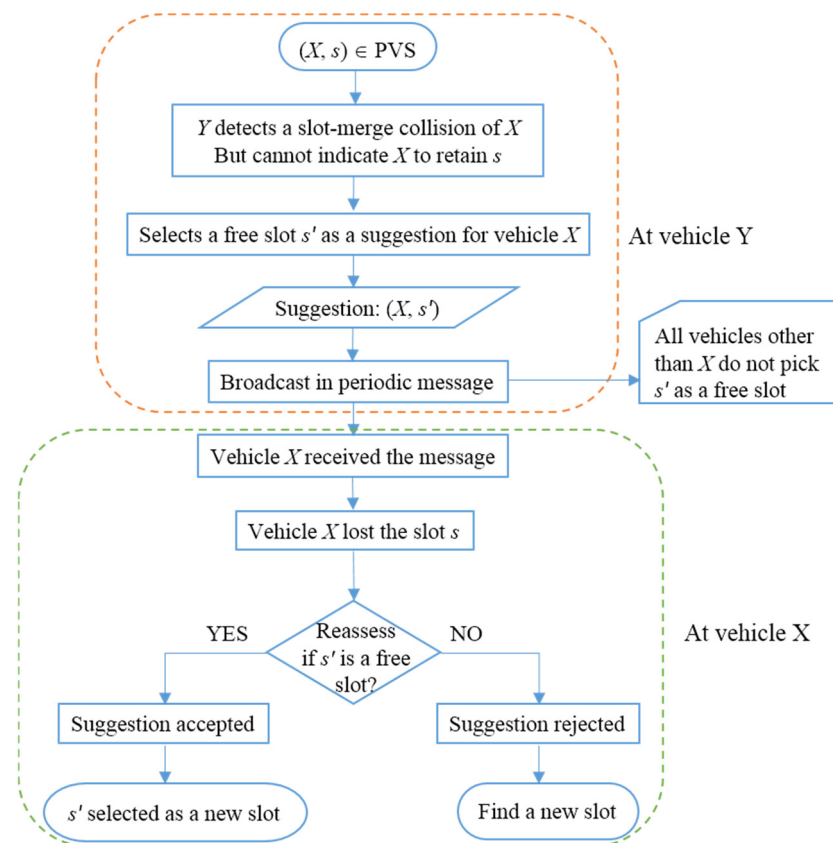 (X, s) ∈ PVS
Y detects a slot-merge collision of X
But cannot indicate X to retain s
Selects a free slot s' as a suggestion for vehicle X
At vehicle Y
Suggestion: (X, s')
Broadcast in periodic message
All vehicles other
than X do not pick
s' as a free slot
Vehicle X received the message
Vehicle X lost the slot s
YES
Reassess
if s' is a free
slot?
NO
At vehicle X
Suggestion accepted
Suggestion rejected
s' selected as a new slot
Find a new slot